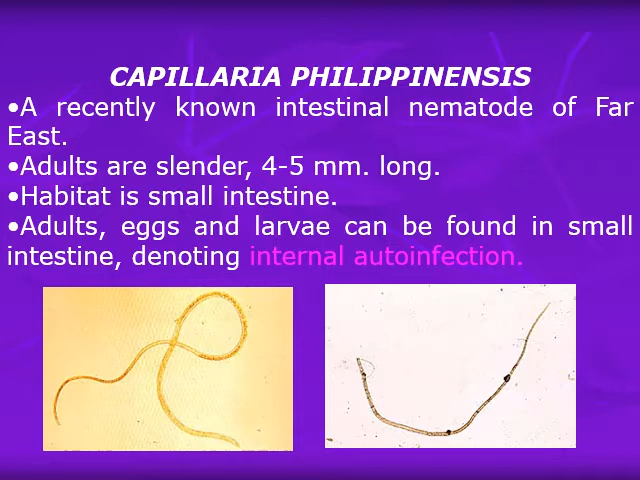 CAPILLARIA PHILIPPINENSIS
•A recently known intestinal nematode of Far
East.
•Adults are slender, 4-5 mm. long.
•Habitat is small intestine.
•Adults, eggs and larvae can be found in small
intestine, denoting internal autoinfection.